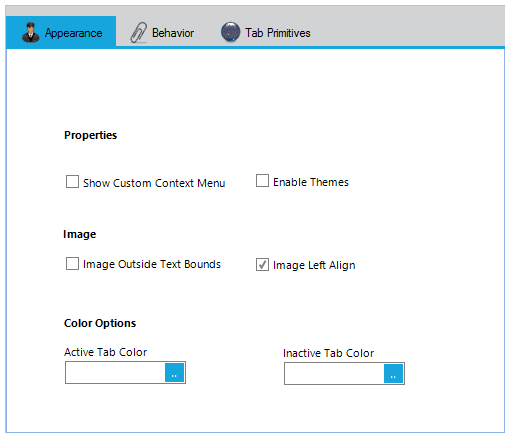 Appearance Behavior Tab Primitives
Properties
Show Custom Context Menu Enable Themes
Image
Image Outside Text Bounds Image Left Align
Color Options
Active Tab Color Inactive Tab Color
.. ..